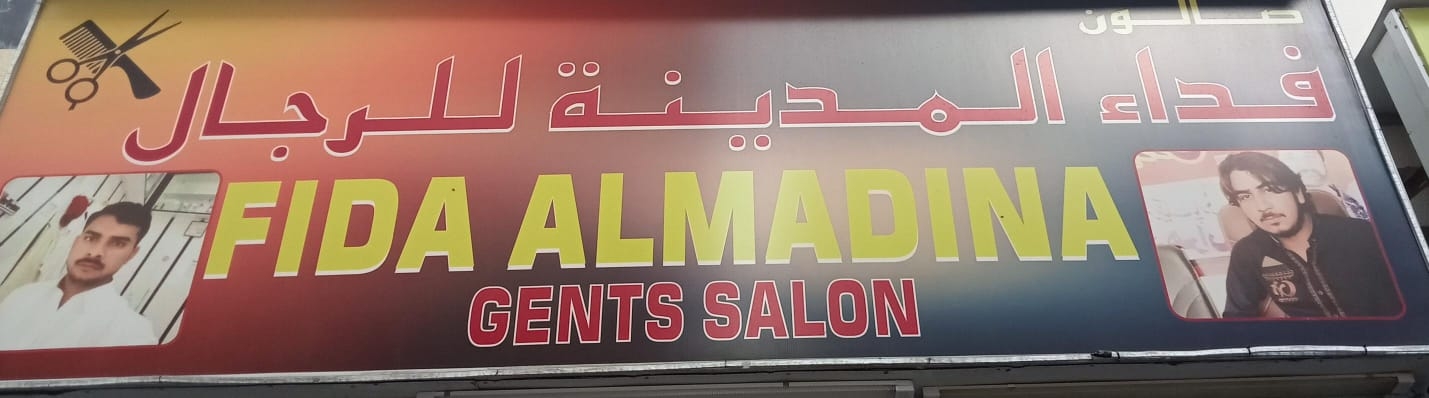 صالون
فداء المدينة للرجال
FIDA ALMADINA
GENTS SALON